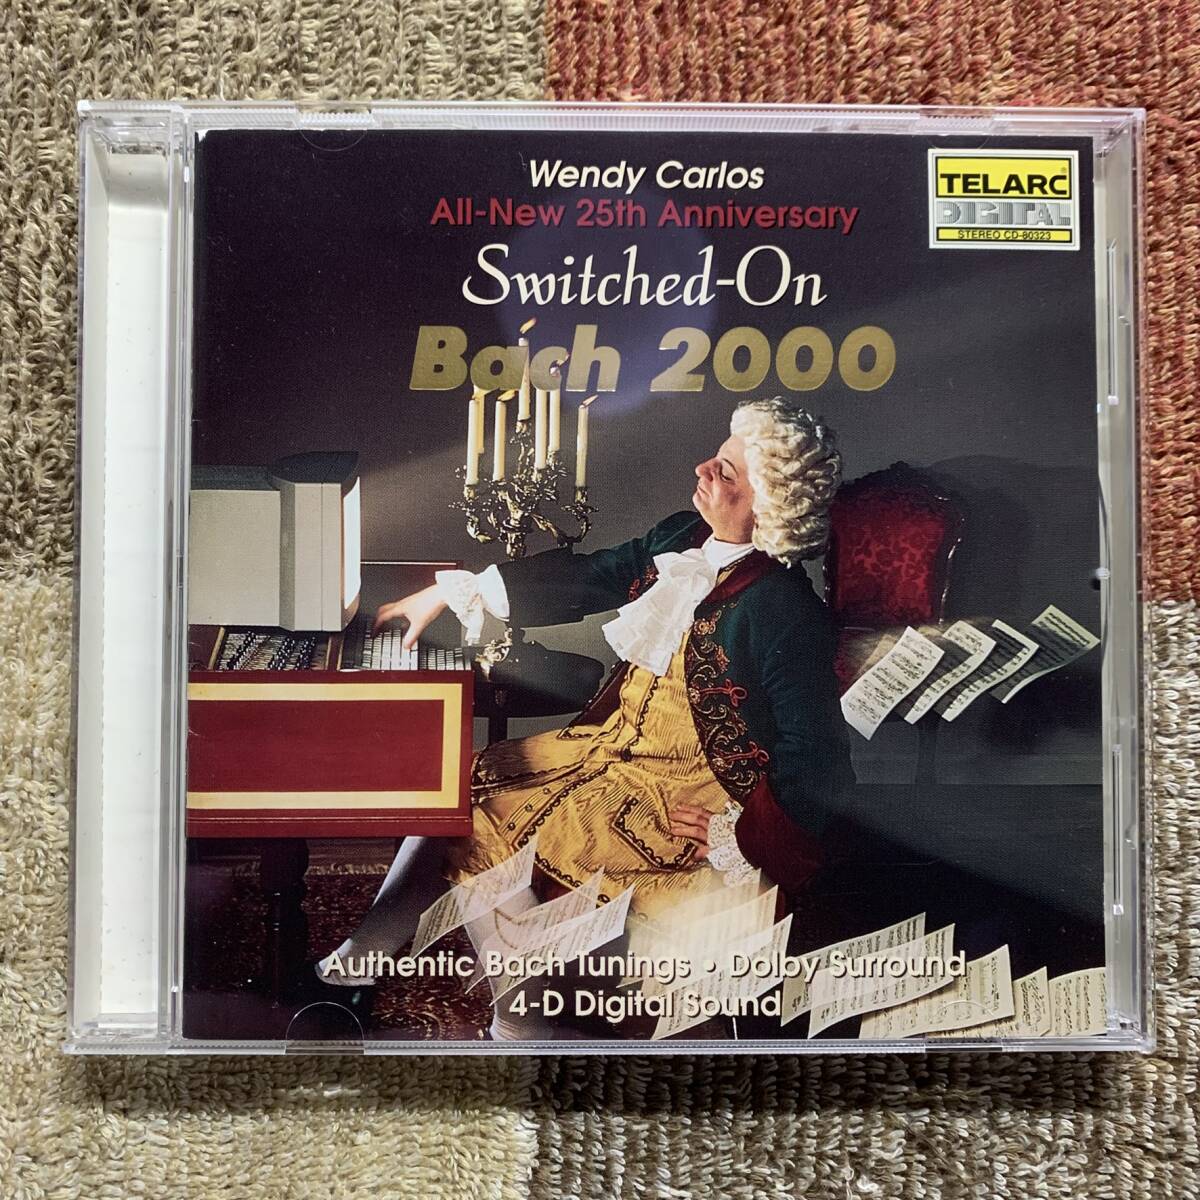 Wendy Carlos
All-New 25th Anniversary
Switched-On
Bach 2000
TELARC®
DIGITAL
STEREO CD-80323
Authentic Bach Tunings • Dolby Surround
4-D Digital Sound